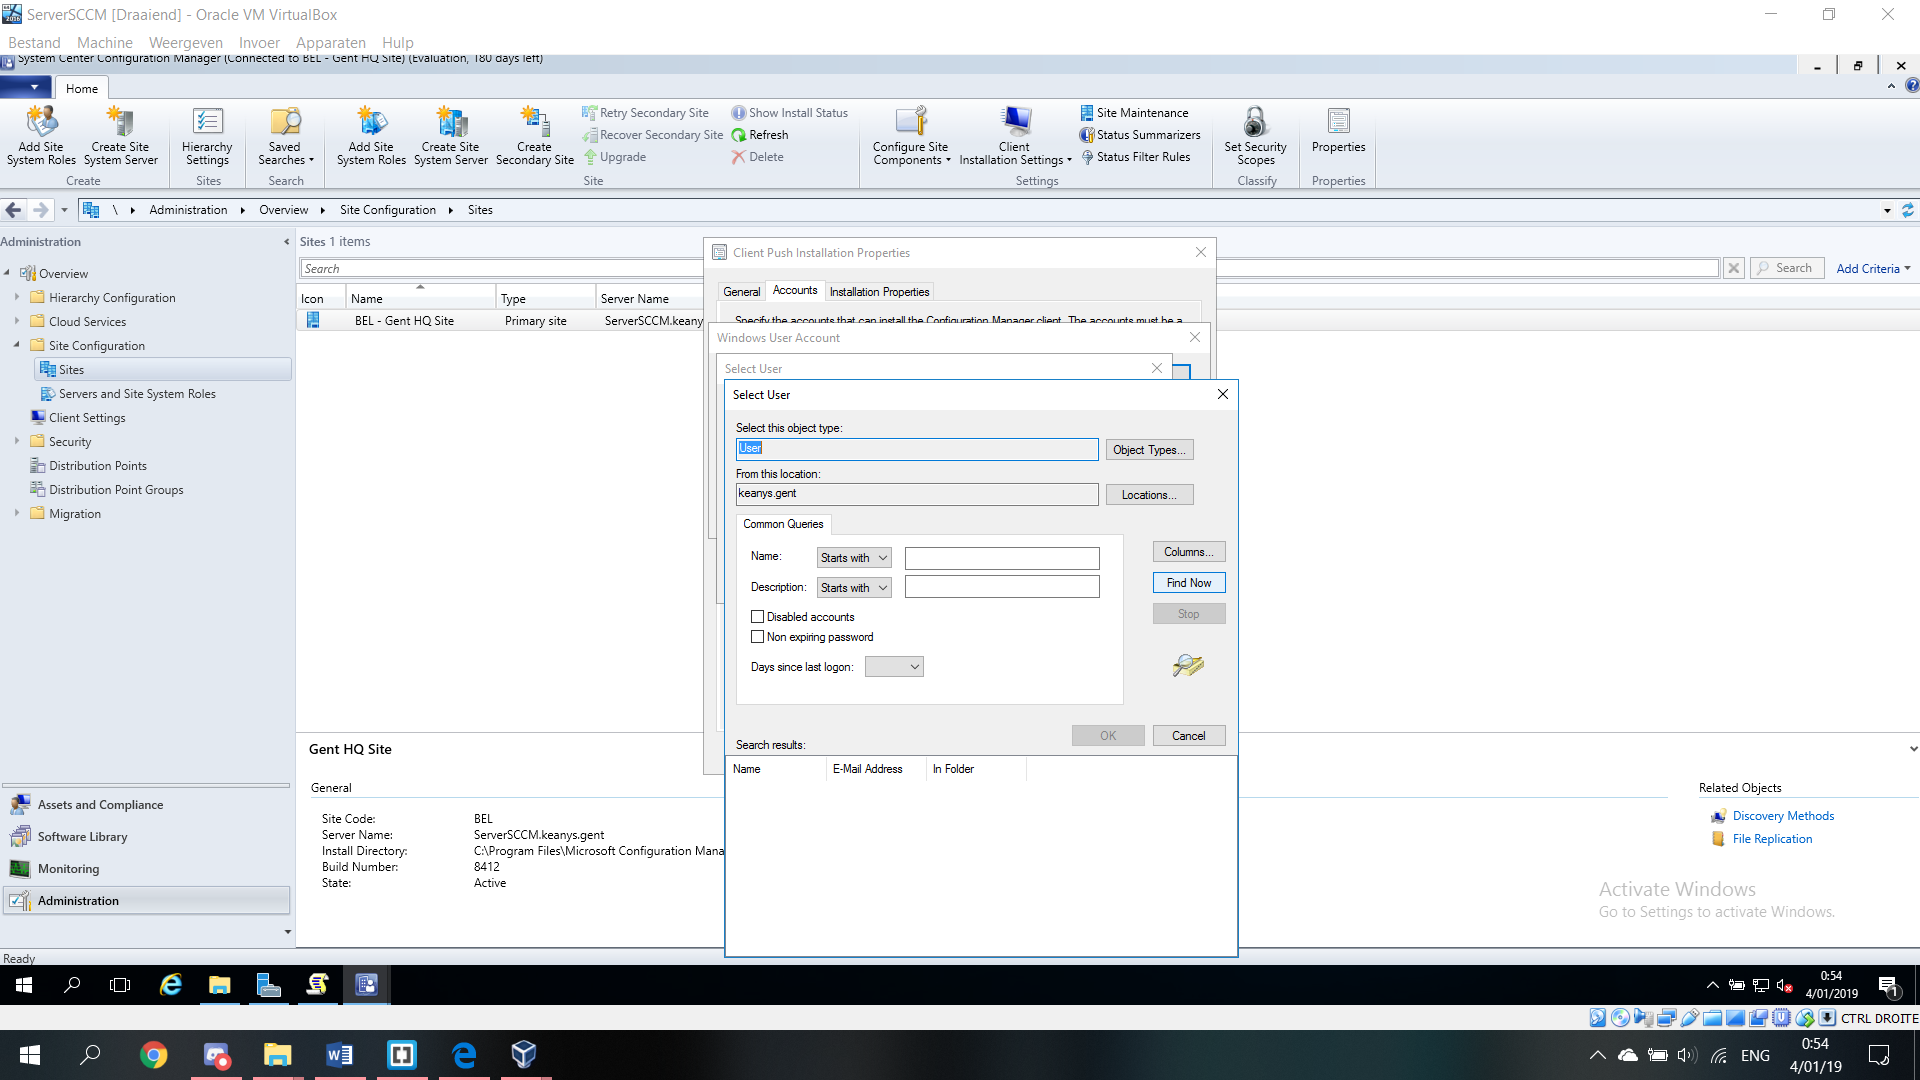 ServerSCCM [Draaiend] - Oracle VM VirtualBox
Bestand Machine Weergeven Invoer Apparaten Hulp
System Center Configuration Manager (Connected to BEL - Gent HQ Site) (Evaluation, 180 days left)
Home
Add Site System Roles
Create Site System Server
Create
Hierarchy Settings
Sites
Saved Searches
Search
Add Site System Roles
Create Site System Server
Create Secondary Site
Retry Secondary Site
Recover Secondary Site
Upgrade
Show Install Status
Refresh
Delete
Site
Configure Site Components
Client Installation Settings
Site Maintenance
Status Summarizers
Status Filter Rules
Settings
Set Security Scopes
Classify
Properties
Properties
\ Administration Overview Site Configuration Sites
Administration
Overview
Hierarchy Configuration
Cloud Services
Site Configuration
Sites
Servers and Site System Roles
Client Settings
Security
Distribution Points
Distribution Point Groups
Migration
Assets and Compliance
Software Library
Monitoring
Administration
Ready
Sites 1 items
Search
Search
Add Criteria
Icon Name Type Server Name
BEL - Gent HQ Site Primary site ServerSCCM.keany
Client Push Installation Properties
General Accounts Installation Properties
Specify the accounts that can install the Configuration Manager client. The accounts must be a
Windows User Account
Select User
Select User
Select this object type:
User
Object Types...
From this location:
keanys.gent
Locations...
Common Queries
Name: Starts with
Description: Starts with
Disabled accounts
Non expiring password
Days since last logon:
Columns...
Find Now
Stop
OK
Cancel
Search results:
Name E-Mail Address In Folder
Gent HQ Site
General
Site Code: BEL
Server Name: ServerSCCM.keanys.gent
Install Directory: C:\Program Files\Microsoft Configuration Mana
Build Number: 8412
State: Active
Related Objects
Discovery Methods
File Replication
Activate Windows
Go to Settings to activate Windows.
0:54
4/01/2019
1
CTRL DROITE
ENG
0:54
4/01/19